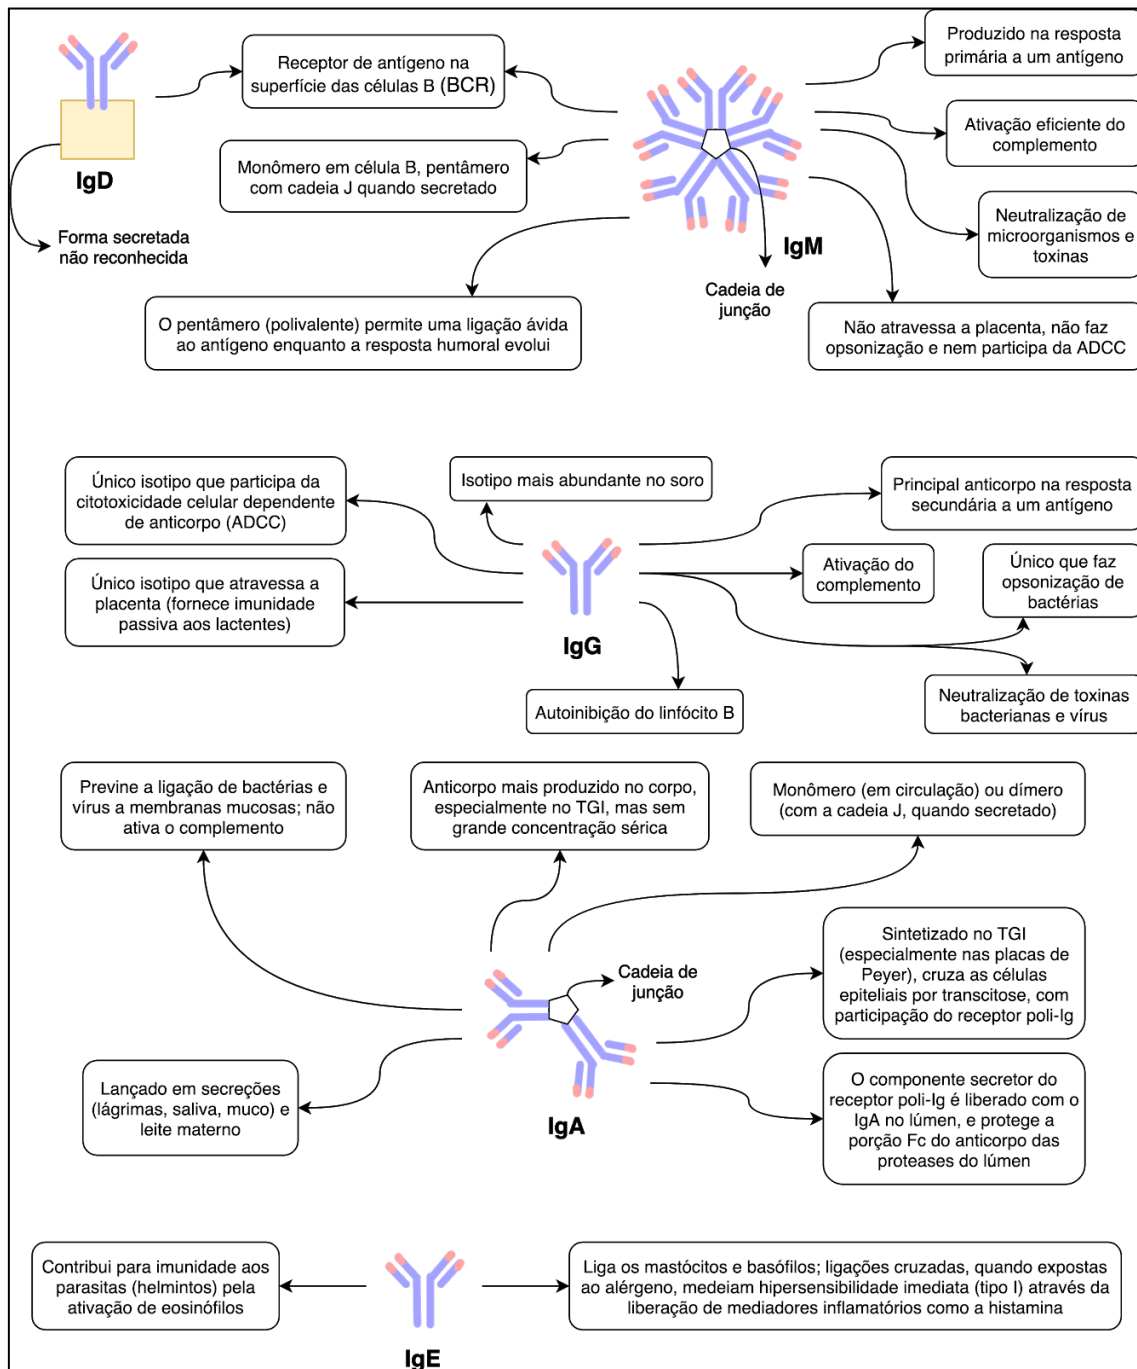 IgD
Forma secretada
não reconhecida
Receptor de antígeno na
superfície das células B (BCR)
Monômero em célula B, pentâmero
com cadeia J quando secretado
O pentâmero (polivalente) permite uma ligação ávida
ao antígeno enquanto a resposta humoral evolui
IgM
Cadeia de
junção
Produzido na resposta
primária a um antígeno
Ativação eficiente do
complemento
Neutralização de
microorganismos e
toxinas
Não atravessa a placenta, não faz
opsonização e nem participa da ADCC
Único isotipo que participa da
citotoxicidade celular dependente
de anticorpo (ADCC)
Único isotipo que atravessa a
placenta (fornece imunidade
passiva aos lactentes)
Isotipo mais abundante no soro
IgG
Autoinibição do linfócito B
Principal anticorpo na resposta
secundária a um antígeno
Ativação do
complemento
Único que faz
opsonização de
bactérias
Neutralização de toxinas
bacterianas e vírus
Previne a ligação de bactérias e
vírus a membranas mucosas; não
ativa o complemento
Anticorpo mais produzido no corpo,
especialmente no TGI, mas sem
grande concentração sérica
Monômero (em circulação) ou dímero
(com a cadeia J, quando secretado)
Cadeia de
junção
Sintetizado no TGI
(especialmente nas placas de
Peyer), cruza as células
epiteliais por transcitose, com
participação do receptor poli-Ig
Lançado em secreções
(lágrimas, saliva, muco) e
leite materno
IgA
O componente secretor do
receptor poli-Ig é liberado com o
IgA no lúmen, e protege a
porção Fc do anticorpo das
proteases do lúmen
Contribui para imunidade aos
parasitas (helmintos) pela
ativação de eosinófilos
IgE
Liga os mastócitos e basófilos; ligações cruzadas, quando expostas
ao alérgeno, medeiam hipersensibilidade imediata (tipo I) através da
liberação de mediadores inflamatórios como a histamina